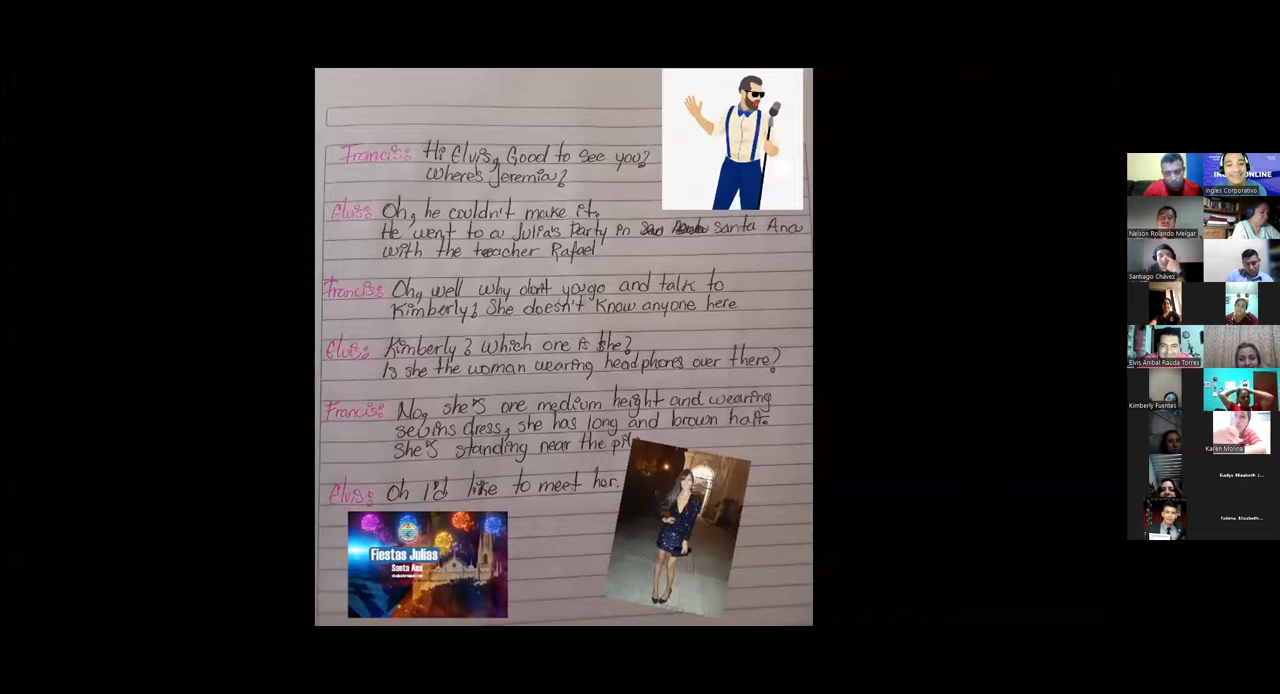 Francis: Hi Elvis, Good to see you?
Where's Jeremia?
Elvis: Oh, he couldn't make it.
He went to a Julia's Party in Santa Ana
with the teacher Rafael
Francis: Oh, well why don't you go and talk to
Kimberly? She doesn't know anyone here
Elvis: Kimberly? Which one is she?
Is she the woman wearing headphones over there?
Francis: No, she's one medium height and wearing
dress, she has long and brown hair.
She's standing near the
Elvis: Oh I'd like to meet her.
Fiestas Julias
Santa Ana
Ingles Corporativo
Nelson Rolando Melgar
Santiago Chávez
Elvis Anibal Rauda Torres
Kimberly Fuentes
Karen Molina
Gadys Elizabeth J...
Fatima Elizabeth...